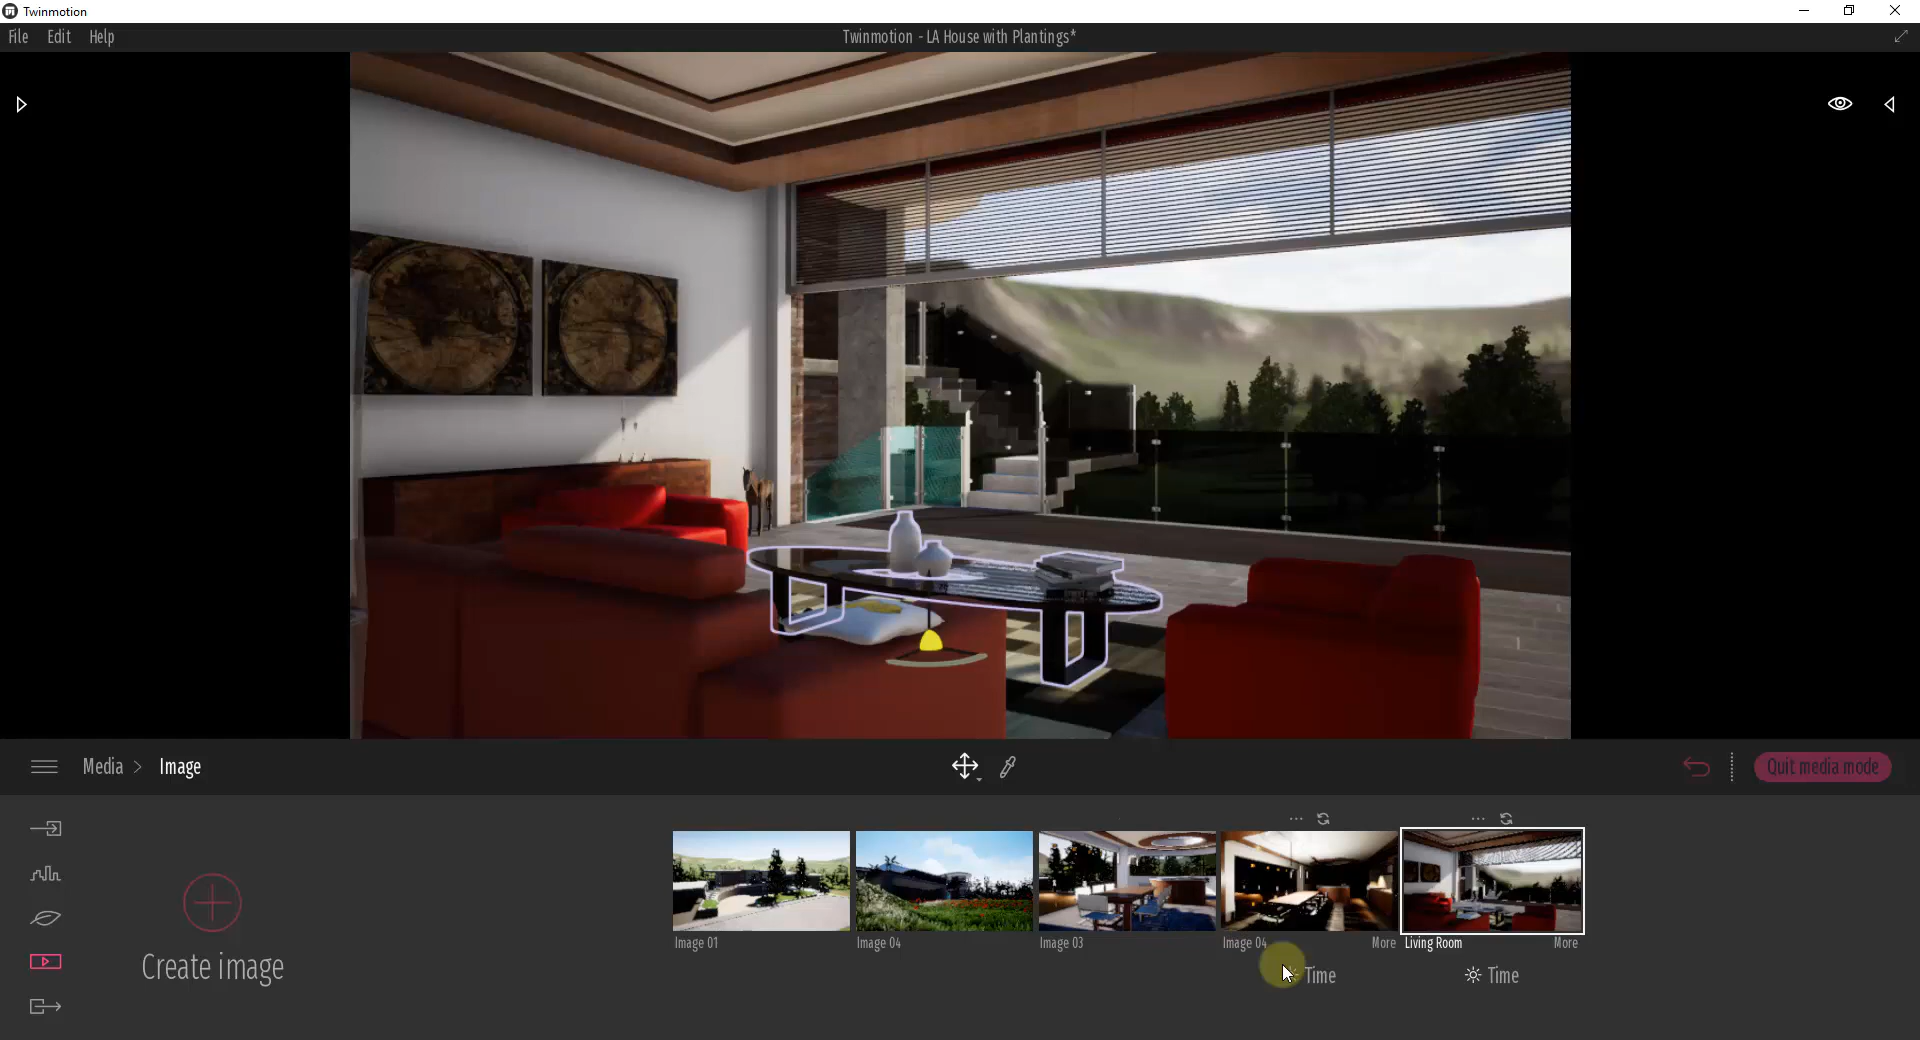 Twinmotion
File Edit Help
Twinmotion - LA House with Plantings*
Media > Image
Quit media mode
Create image
Image 01
Image 04
Image 03
Image 04 More
Living Room More
Time
Time